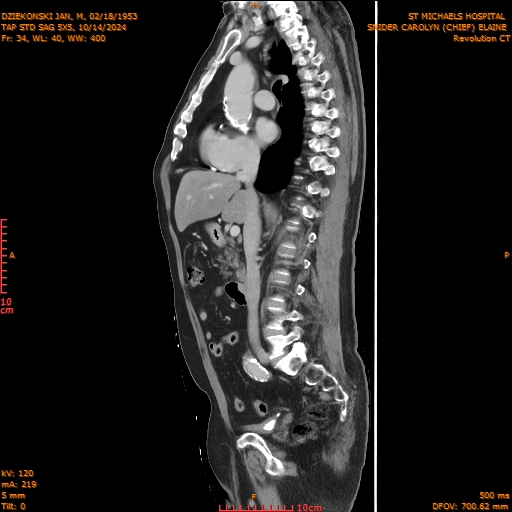 DZIEKONSKI JAN, M, 02/18/1953
TAP STD SAG 5X5, 10/14/2024
Fr: 34, WL: 40, WW: 400
ST MICHAELS HOSPITAL
SNIDER CAROLYN (CHIEF) ELAINE
Revolution CT
A
P
10
cm
kV: 120
mA: 219
5 mm
Tilt: 0
F
10cm
500 ms
DFOV: 700.62 mm